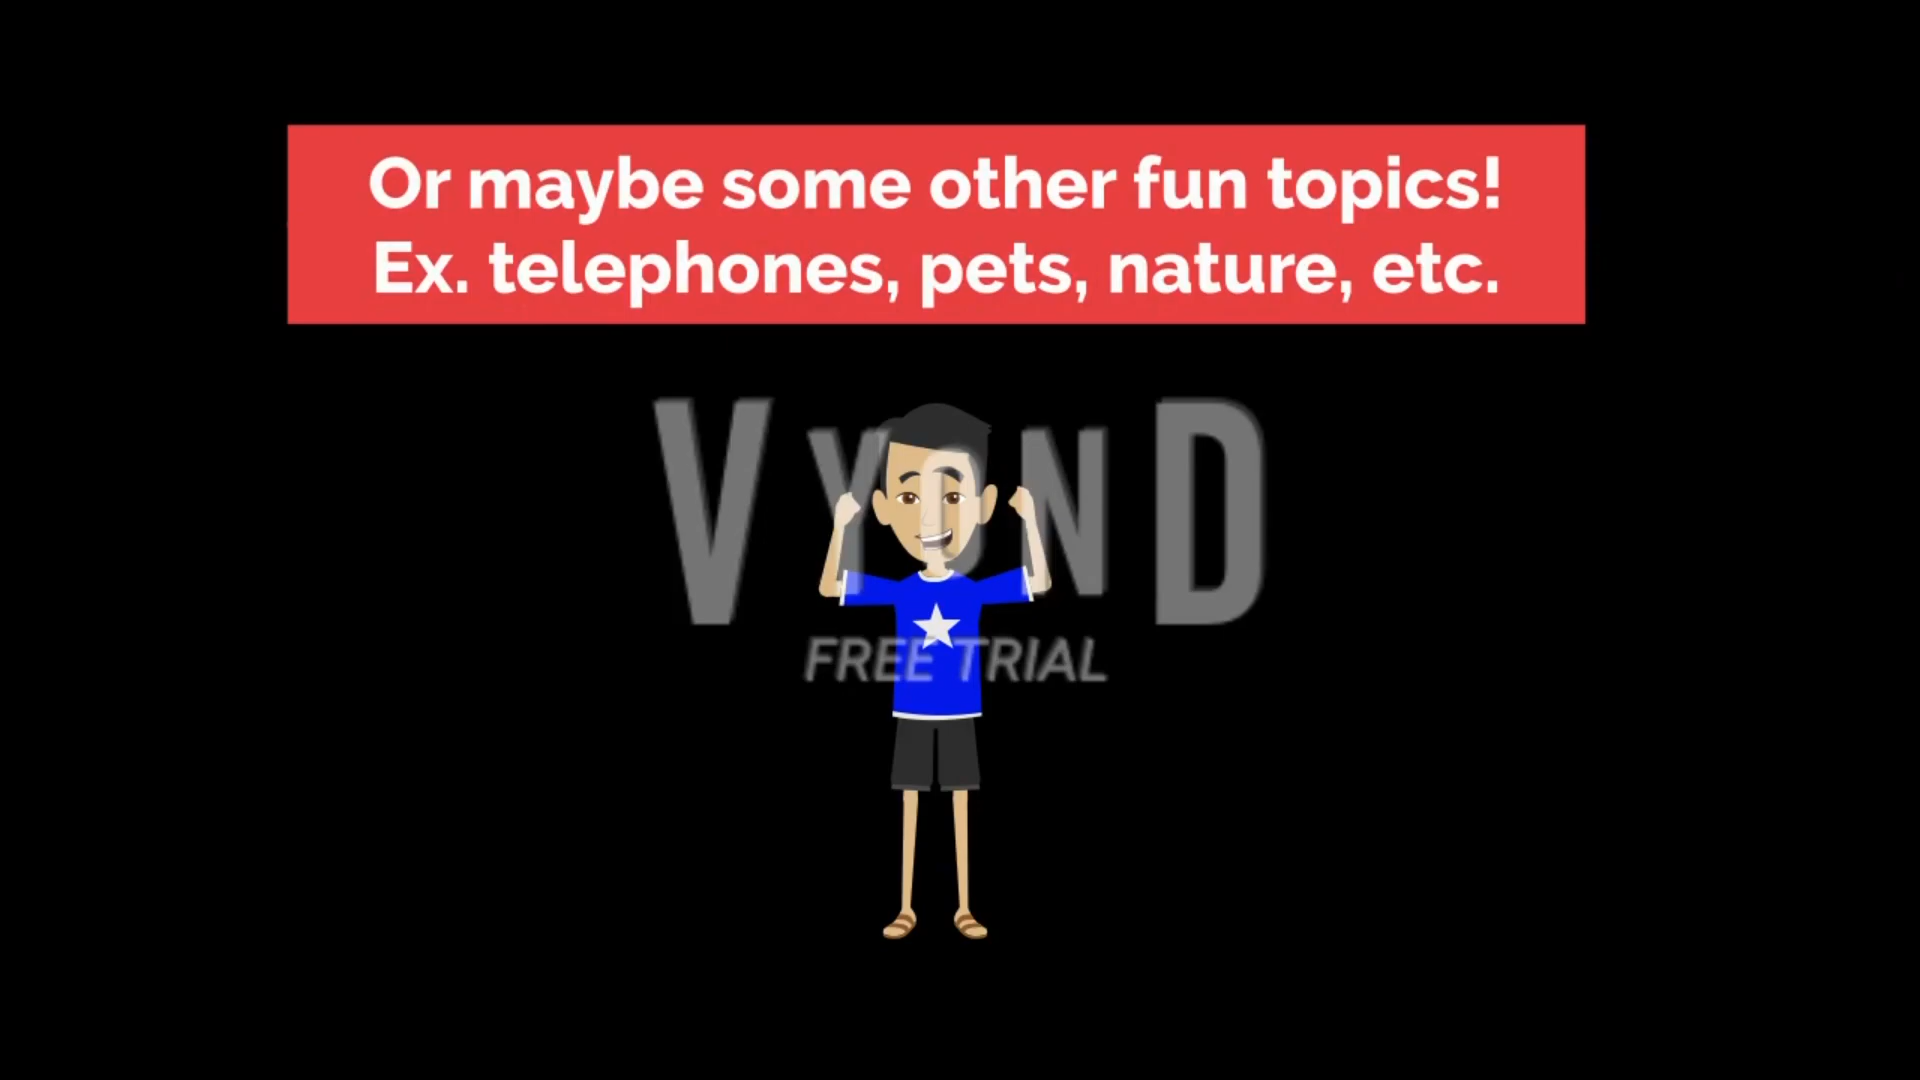 Or maybe some other fun topics!
Ex. telephones, pets, nature, etc.
VYOND
FREE TRIAL